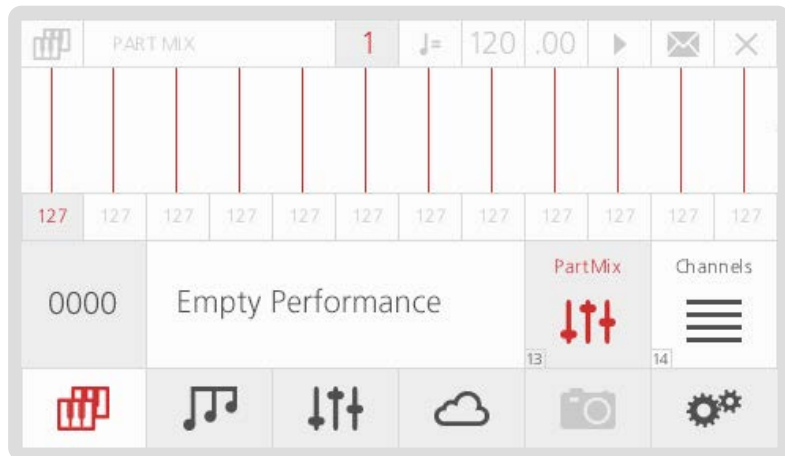 PART MIX 1 = 120 .00
127 127 127 127 127 127 127 127 127 127 127 127
PartMix Channels
0000 Empty Performance
13 14